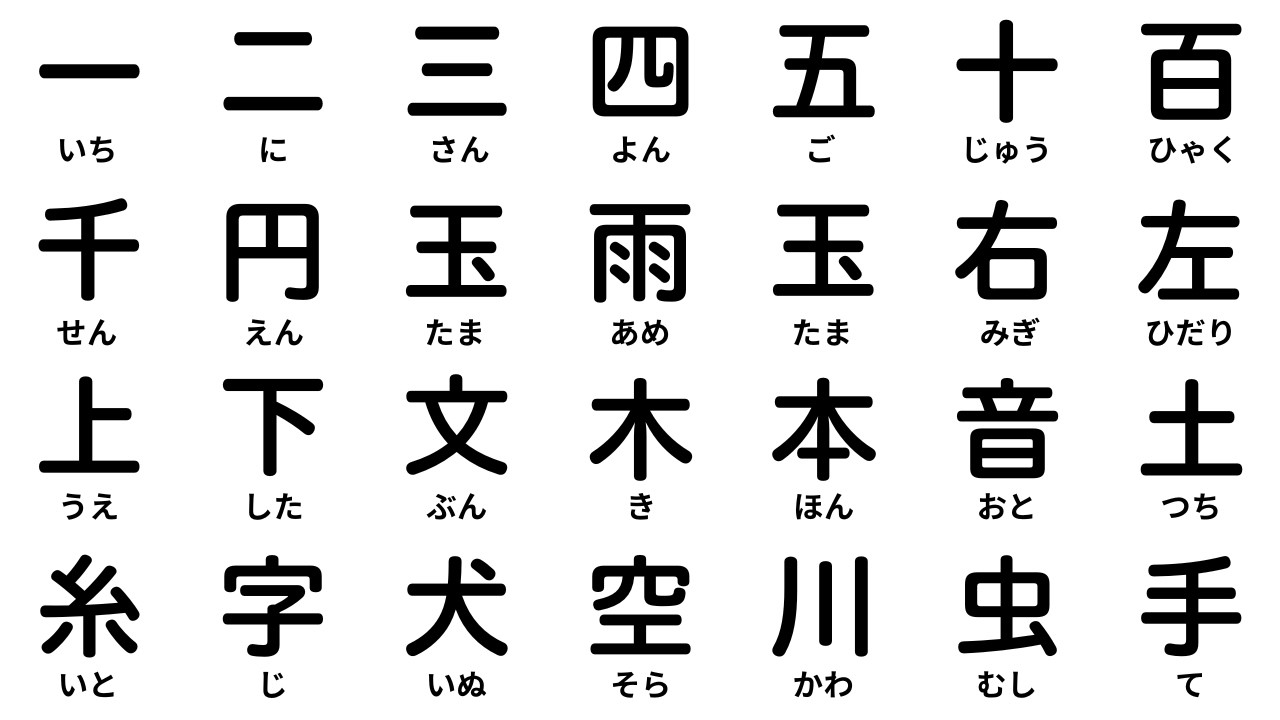 一 二 三 四 五 十 百
いち に さん よん ご じゅう ひゃく
千 円 玉 雨 玉 右 左
せん えん たま あめ たま みぎ ひだり
上 下 文 木 本 音 土
うえ した ぶん き ほん おと つち
糸 字 犬 空 川 虫 手
いと じ いぬ そら かわ むし て